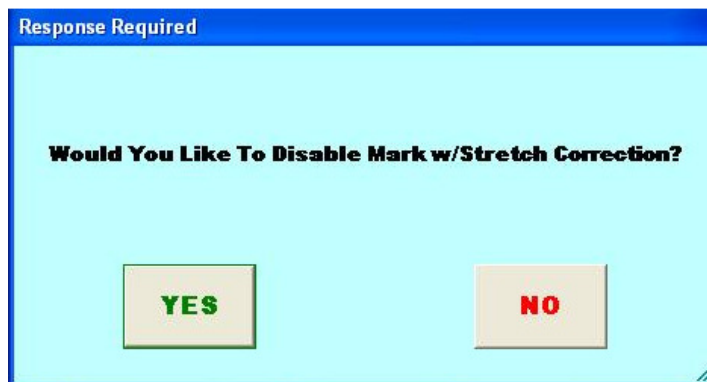 Response Required
Would You Like To Disable Mark w/Stretch Correction?
YES
NO